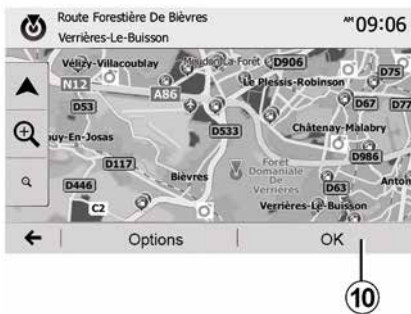 Route Forestière De Bièvres
Verrières-Le-Buisson
AM 09:06
Vélizy-Villacoublay
Meudon-La-Forêt
D906
D75
Le Plessis-Robinson
N12
A86
D53
D67
D77
D533
Châtenay-Malabry
uy-En-Josas
D117
D986
Bièvres
Forêt
Domaniale
De
Verrières
Anton
D446
D63
C2
Verrières-Le-Buisson
Options
OK
10